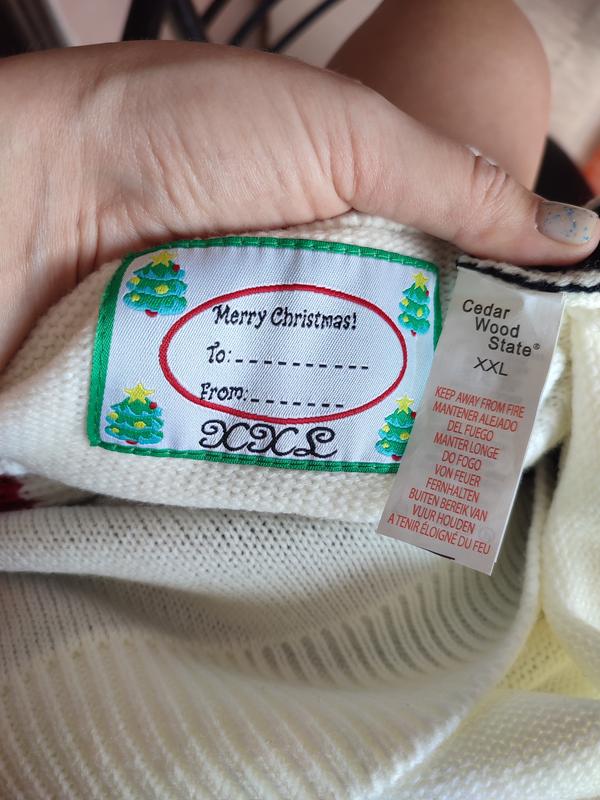 Merry Christmas!
To:-----------
From:--------
XXL
Cedar
Wood
State®
XXL
KEEP AWAY FROM FIRE
MANTENER ALEJADO
DEL FUEGO
MANTER LONGE
DO FOGO
VON FEUER
FERNHALTEN
BUITEN BEREIK VAN
VUUR HOUDEN
A TENIR ÉLOIGNÉ DU FEU